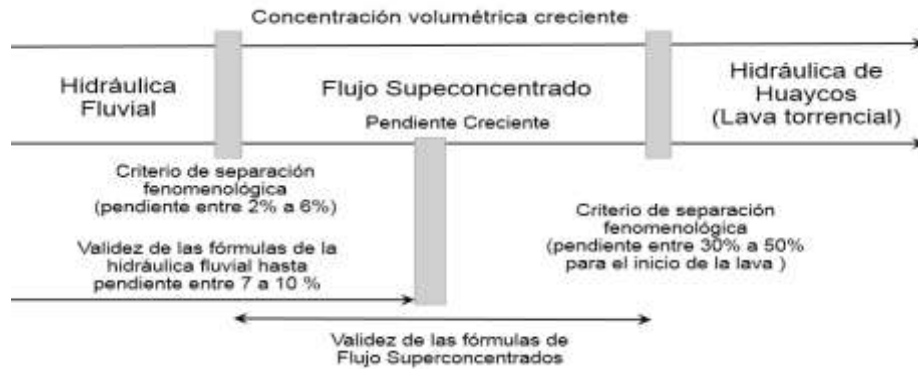 Concentración volumétrica creciente
Hidráulica
Fluvial
Flujo Supeconcentrado
Hidráulica de
Huaycos
(Lava torrencial)
Pendiente Creciente
Criterio de separación
fenomenológica
(pendiente entre 2% a 6%)
Validez de las fórmulas de la
hidráulica fluvial hasta
pendiente entre 7 a 10 %
Criterio de separación
fenomenológica
(pendiente entre 30% a 50%
para el inicio de la lava )
Validez de las fórmulas de
Flujo Superconcentrados